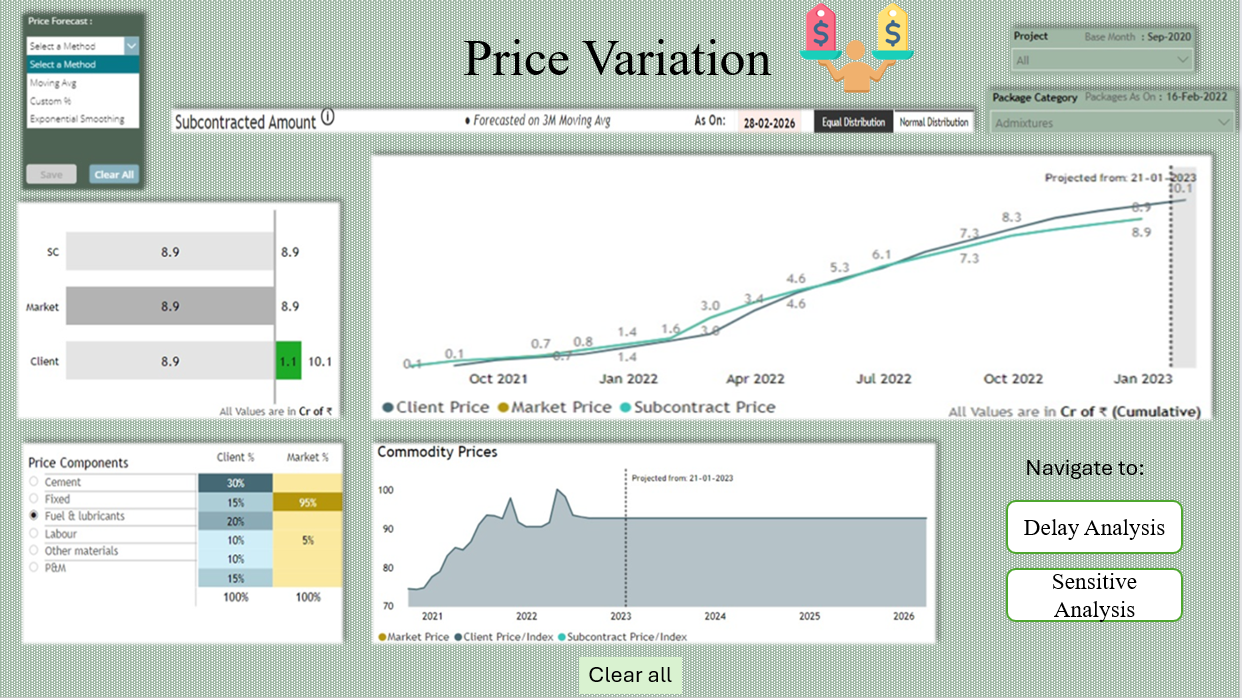 Price Forecast :
Select a Method
Select a Method
Moving Avg
Custom %
Exponential Smoothing
Save
Clear All
Price Variation
$
$
Project
Base Month : Sep-2020
All
Package Category
Packages As On : 16-Feb-2022
Admixtures
Subcontracted Amount
• Forecasted on 3M Moving Avg
As On:
28-02-2026
Equal Distribution
Normal Distribution
SC 8.9 8.9
Market 8.9 8.9
Client 8.9 1.1 10.1
All Values are in Cr of ₹
Projected from: 21-01-2023
10.1
8.9
8.3
8.9
7.3
7.3
6.1
5.3
4.6
4.6
3.4
3.0
3.0
1.6
1.4
1.4
0.8
0.7
0.7
0.1
0.1
Oct 2021 Jan 2022 Apr 2022 Jul 2022 Oct 2022 Jan 2023
Client Price Market Price Subcontract Price
All Values are in Cr of ₹ (Cumulative)
Price Components Client % Market %
Cement 30%
Fixed 15% 95%
Fuel & lubricants 20%
Labour 10% 5%
Other materials 10%
P&M 15%
100% 100%
Commodity Prices
Projected from: 21-01-2023
100
90
80
70
2021 2022 2023 2024 2025 2026
Market Price Client Price/Index Subcontract Price/Index
Navigate to:
Delay Analysis
Sensitive
Analysis
Clear all